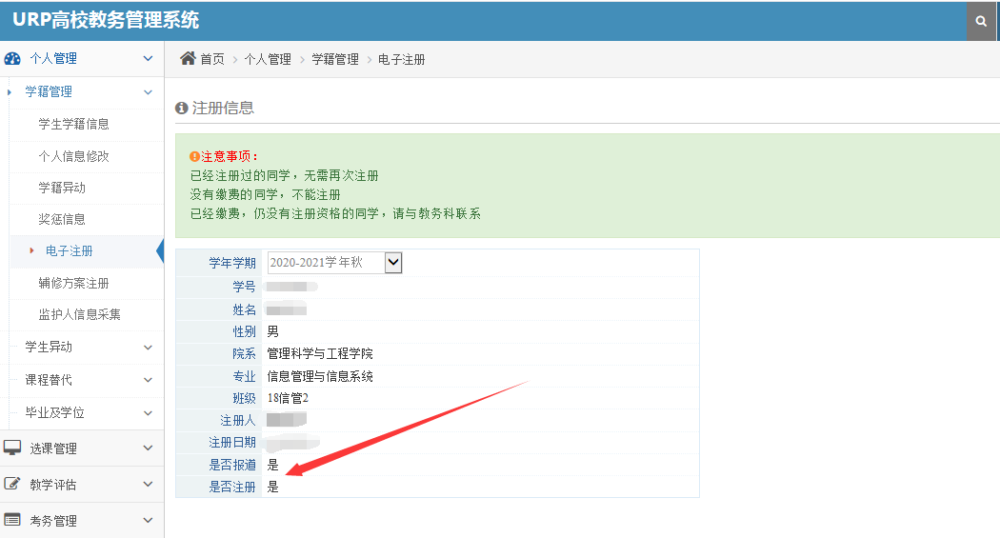 URP高校教务管理系统
个人管理
首页 > 个人管理 > 学籍管理 > 电子注册
学籍管理
学生学籍信息
个人信息修改
学籍异动
奖惩信息
电子注册
辅修方案注册
监护人信息采集
学生异动
课程替代
毕业及学位
选课管理
教学评估
考务管理
注册信息
注意事项：
已经注册过的同学，无需再次注册
没有缴费的同学，不能注册
已经缴费，仍没有注册资格的同学，请与教务科联系
学年学期 2020-2021学年秋
学号
姓名
性别 男
院系 管理科学与工程学院
专业 信息管理与信息系统
班级 18信管2
注册人
注册日期
是否报道 是
是否注册 是